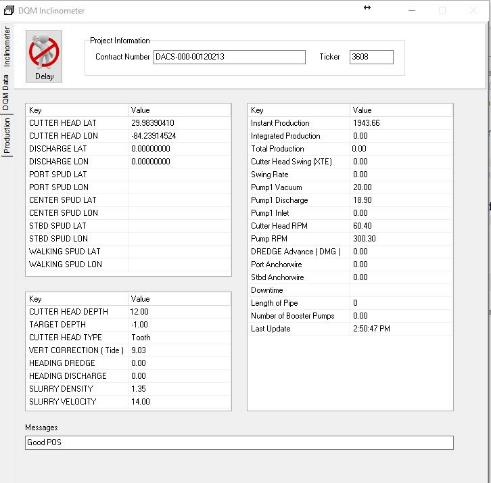 DQM Inclinometer
Inclinometer
DQM Data
Production
Delay
Project Information
Contract Number DACS-000-00120213 Ticker 3608
Key Value
CUTTER HEAD LAT 29.98390410
CUTTER HEAD LON -84.23914524
DISCHARGE LAT 0.00000000
DISCHARGE LON 0.00000000
PORT SPUD LAT
PORT SPUD LON
CENTER SPUD LAT
CENTER SPUD LON
STBD SPUD LAT
STBD SPUD LON
WALKING SPUD LAT
WALKING SPUD LON
Key Value
CUTTER HEAD DEPTH 12.00
TARGET DEPTH -1.00
CUTTER HEAD TYPE Tooth
VERT CORRECTION ( Tide ) 9.03
HEADING DREDGE 0.00
HEADING DISCHARGE 0.00
SLURRY DENSITY 1.35
SLURRY VELOCITY 14.00
Key Value
Instant Production 1943.66
Integrated Production 0.00
Total Production 0.00
Cutter Head Swing (XTE) 0.00
Swing Rate 0.00
Pump1 Vacuum 20.00
Pump1 Discharge 18.90
Pump1 Inlet 0.00
Cutter Head RPM 60.40
Pump RPM 300.30
DREDGE Advance ( DMG ) 0.00
Port Anchorwire 0.00
Stbd Anchorwire 0.00
Downtime
Length of Pipe 0
Number of Booster Pumps 0.00
Last Update 2:50:47 PM
Messages
Good POS